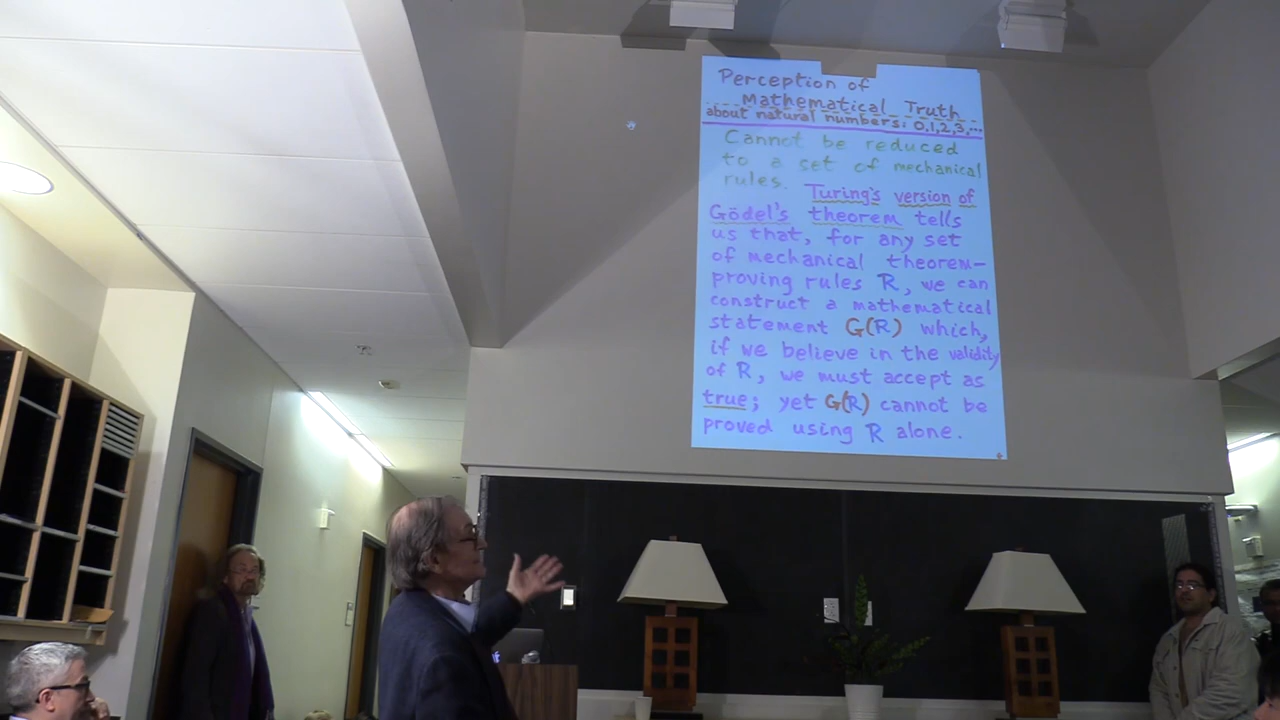 Perception of
Mathematical Truth
about natural numbers: 0,1,2,3,...
Cannot be reduced
to a set of mechanical
rules. Turing's version of
Gödel's theorem tells
us that, for any set
of mechanical theorem-
proving rules R, we can
construct a mathematical
statement G(R) which,
if we believe in the validity
of R, we must accept as
true; yet G(R) cannot be
proved using R alone.